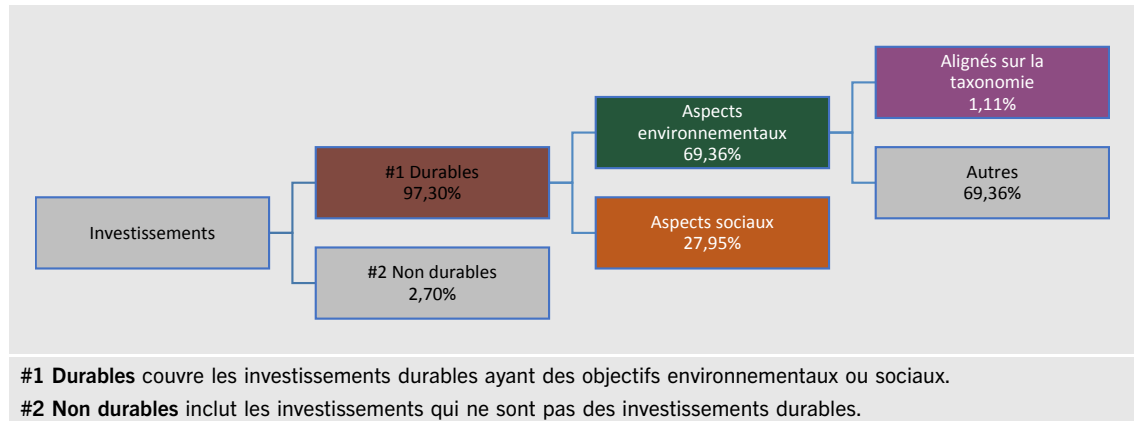 Investissements
#1 Durables
97,30%
#2 Non durables
2,70%
Aspects
environnementaux
69,36%
Aspects sociaux
27,95%
Alignés sur la
taxonomie
1,11%
Autres
69,36%
#1 Durables couvre les investissements durables ayant des objectifs environnementaux ou sociaux.
#2 Non durables inclut les investissements qui ne sont pas des investissements durables.